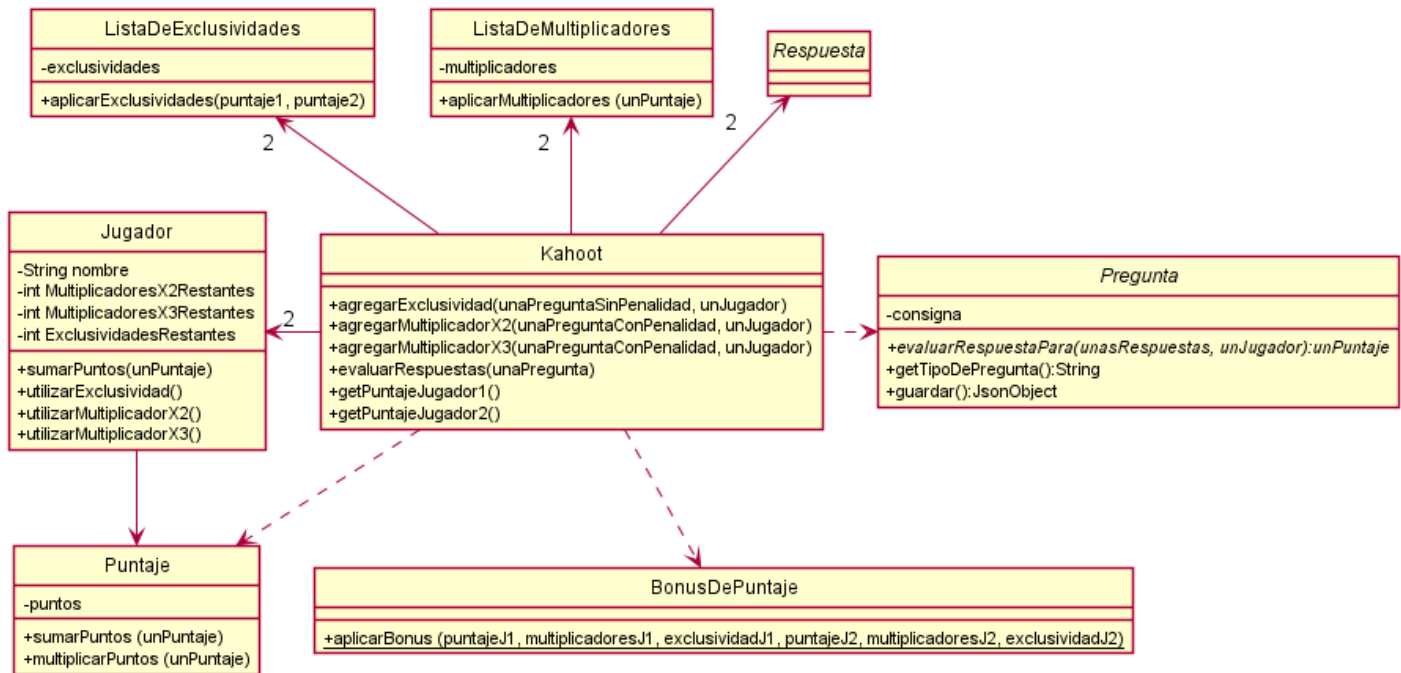 ListaDeExclusividades
-exclusividades
+aplicarExclusividades(puntaje1, puntaje2)
ListaDeMultiplicadores
-multiplicadores
+aplicarMultiplicadores (unPuntaje)
Respuesta
2
2
2
Jugador
-String nombre
-int MultiplicadoresX2Restantes
-int MultiplicadoresX3Restantes
-int ExclusividadesRestantes
+sumarPuntos(unPuntaje)
+utilizarExclusividad()
+utilizarMultiplicadorX2()
+utilizarMultiplicadorX3()
2
Kahoot
+agregarExclusividad(unaPreguntaSinPenalidad, unJugador)
+agregarMultiplicadorX2(unaPreguntaConPenalidad, unJugador)
+agregarMultiplicadorX3(unaPreguntaConPenalidad, unJugador)
+evaluarRespuestas(unaPregunta)
+getPuntajeJugador1()
+getPuntajeJugador2()
Pregunta
-consigna
+evaluarRespuestaPara(unasRespuestas, unJugador):unPuntaje
+getTipoDePregunta():String
+guardar():JsonObject
Puntaje
-puntos
+sumarPuntos (unPuntaje)
+multiplicarPuntos (unPuntaje)
BonusDePuntaje
+aplicarBonus (puntajeJ1, multiplicadoresJ1, exclusividadJ1, puntajeJ2, multiplicadoresJ2, exclusividadJ2)